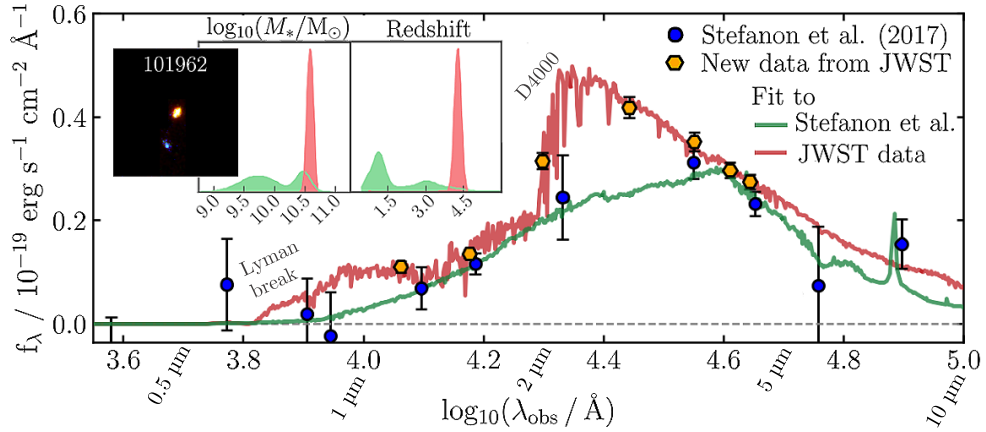 log₁₀(M*/M☉)
Redshift
101962
9.0 9.5 10.0 10.5 11.0
1.5 3.0 4.5
D4000
Stefanon et al. (2017)
New data from JWST
Fit to
Stefanon et al.
JWST data
Lyman
break
f_λ / 10⁻¹⁹ erg s⁻¹ cm⁻² Å⁻¹
0.6
0.4
0.2
0.0
3.6 3.8 4.0 4.2 4.4 4.6 4.8 5.0
0.5 μm 1 μm 2 μm 5 μm 10 μm
log₁₀(λ_obs / Å)